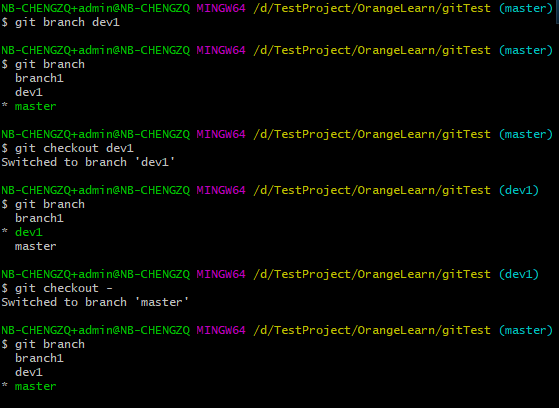 NB-CHENGZQ+admin@NB-CHENGZQ MINGW64 /d/TestProject/OrangeLearn/gitTest (master)
$ git branch dev1
NB-CHENGZQ+admin@NB-CHENGZQ MINGW64 /d/TestProject/OrangeLearn/gitTest (master)
$ git branch
  branch1
  dev1
* master
NB-CHENGZQ+admin@NB-CHENGZQ MINGW64 /d/TestProject/OrangeLearn/gitTest (master)
$ git checkout dev1
Switched to branch 'dev1'
NB-CHENGZQ+admin@NB-CHENGZQ MINGW64 /d/TestProject/OrangeLearn/gitTest (dev1)
$ git branch
  branch1
* dev1
  master
NB-CHENGZQ+admin@NB-CHENGZQ MINGW64 /d/TestProject/OrangeLearn/gitTest (dev1)
$ git checkout -
Switched to branch 'master'
NB-CHENGZQ+admin@NB-CHENGZQ MINGW64 /d/TestProject/OrangeLearn/gitTest (master)
$ git branch
  branch1
  dev1
* master